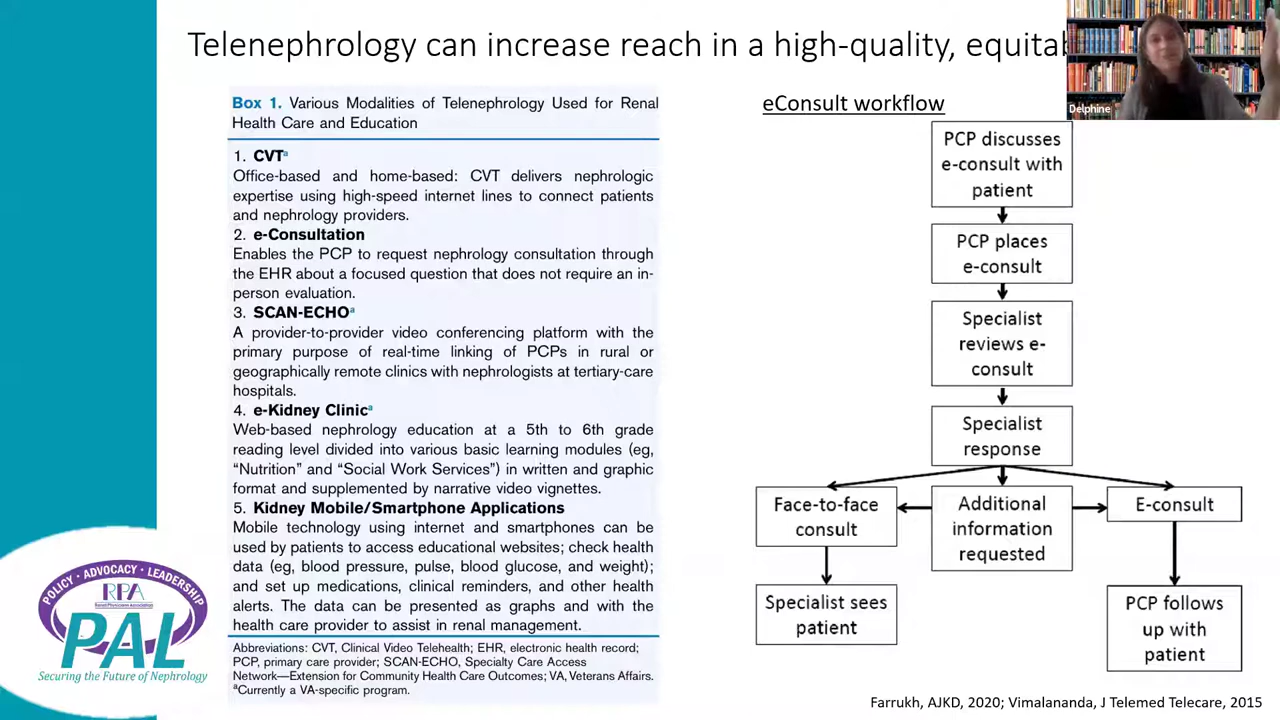 Telenephrology can increase reach in a high-quality,
Delphine
Box 1. Various Modalities of Telenephrology Used for Renal
Health Care and Education
1. CVTa
Office-based and home-based: CVT delivers nephrologic
expertise using high-speed internet lines to connect patients
and nephrology providers.
2. e-Consultation
Enables the PCP to request nephrology consultation through
the EHR about a focused question that does not require an in-
person evaluation.
3. SCAN-ECHOa
A provider-to-provider video conferencing platform with the
primary purpose of real-time linking of PCPs in rural or
geographically remote clinics with nephrologists at tertiary-care
hospitals.
4. e-Kidney Clinica
Web-based nephrology education at a 5th to 6th grade
reading level divided into various basic learning modules (eg,
“Nutrition” and “Social Work Services”) in written and graphic
format and supplemented by narrative video vignettes.
5. Kidney Mobile/Smartphone Applications
Mobile technology using internet and smartphones can be
used by patients to access educational websites; check health
data (eg, blood pressure, pulse, blood glucose, and weight);
and set up medications, clinical reminders, and other health
alerts. The data can be presented as graphs and with the
health care provider to assist in renal management.
Abbreviations: CVT, Clinical Video Telehealth; EHR, electronic health record;
PCP, primary care provider; SCAN-ECHO, Specialty Care Access
Network—Extension for Community Health Care Outcomes; VA, Veterans Affairs.
aCurrently a VA-specific program.
eConsult workflow
PCP discusses
e-consult with
patient
PCP places
e-consult
Specialist
reviews e-
consult
Specialist
response
Face-to-face
consult
Additional
information
requested
E-consult
Specialist sees
patient
PCP follows
up with
patient
POLICY • ADVOCACY • LEADERSHIP
RPA
Renal Physicians Association
PAL
Securing the Future of Nephrology
Farrukh, AJKD, 2020; Vimalananda, J Telemed Telecare, 2015